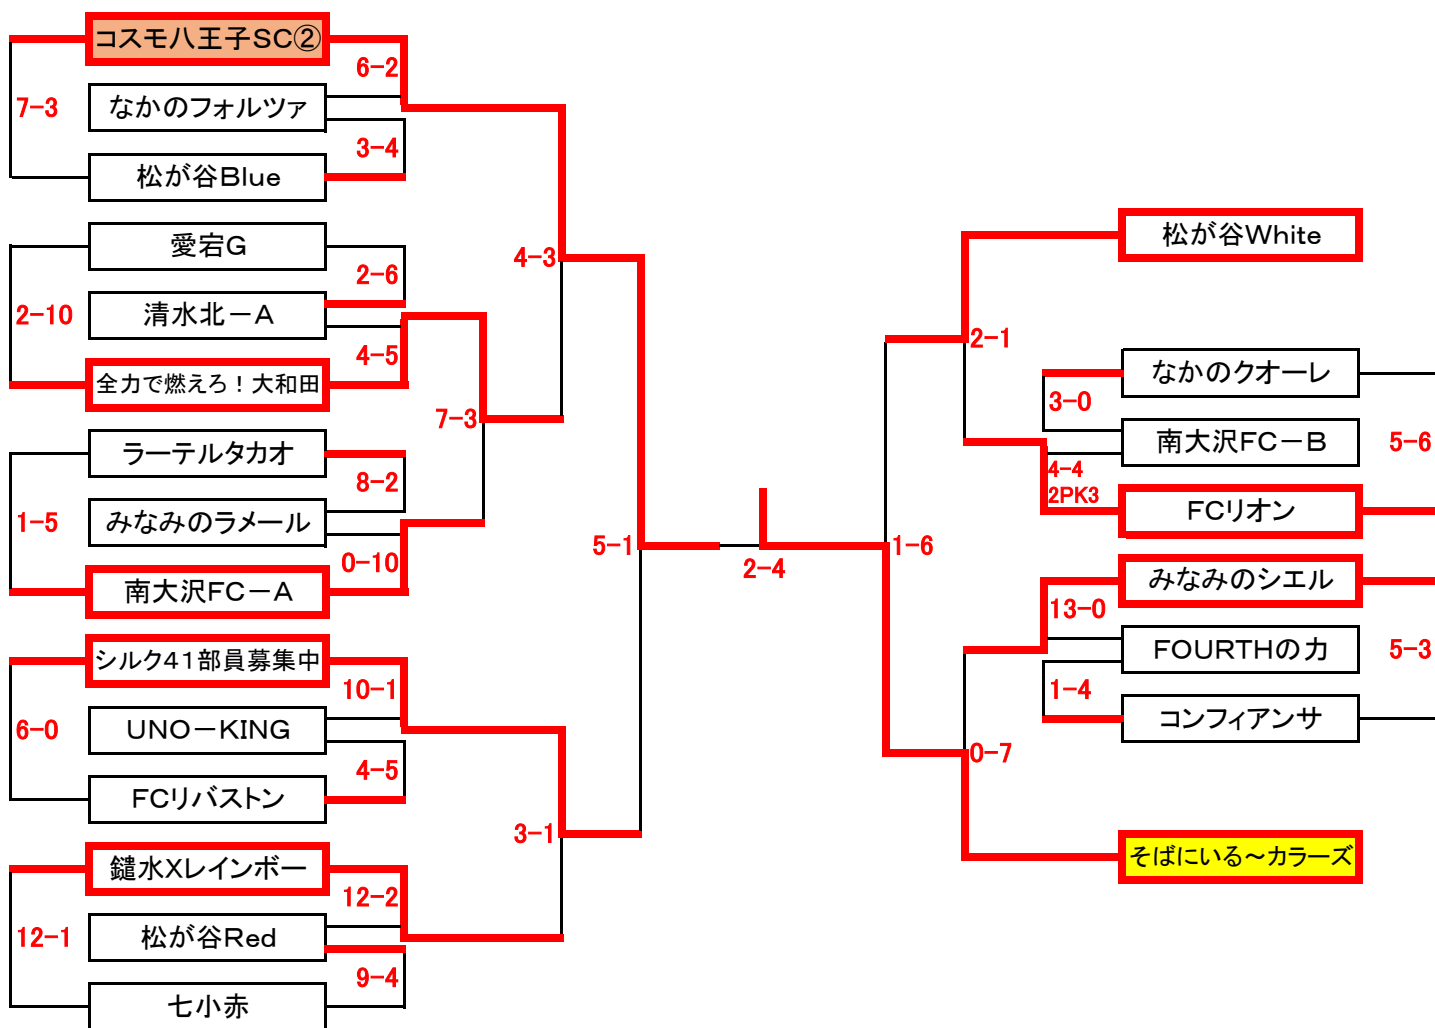 コスモ八王子SC②
6-2
7-3
なかのフォルツァ
3-4
松が谷Blue
愛宕G
2-6
2-10
清水北－A
4-5
全力で燃えろ！大和田
4-3
7-3
ラーテルタカオ
8-2
1-5
みなみのラメール
0-10
南大沢FC－A
シルク41部員募集中
10-1
6-0
UNO－KING
4-5
FCリバストン
3-1
鑓水Xレインボー
12-2
12-1
松が谷Red
9-4
七小赤
5-1
2-4
1-6
松が谷White
2-1
なかのクオーレ
3-0
南大沢FC－B
5-6
4-4
2PK3
FCリオン
みなみのシエル
13-0
FOURTHの力
5-3
1-4
コンフィアンサ
0-7
そばにいる～カラーズ